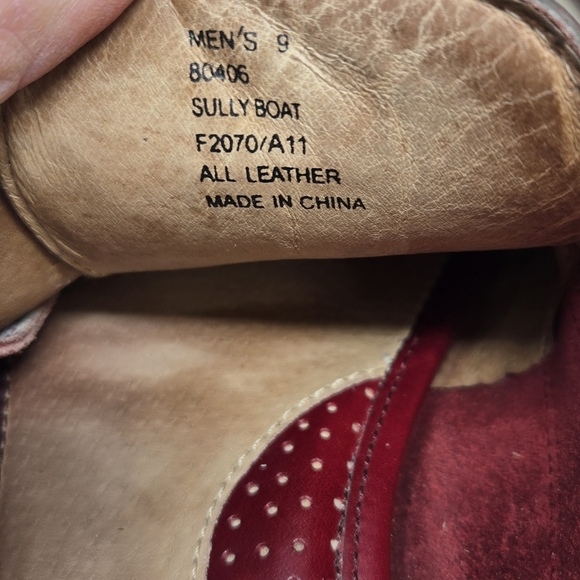 MEN'S 9
80406
SULLY BOAT
F2070/A11
ALL LEATHER
MADE IN CHINA